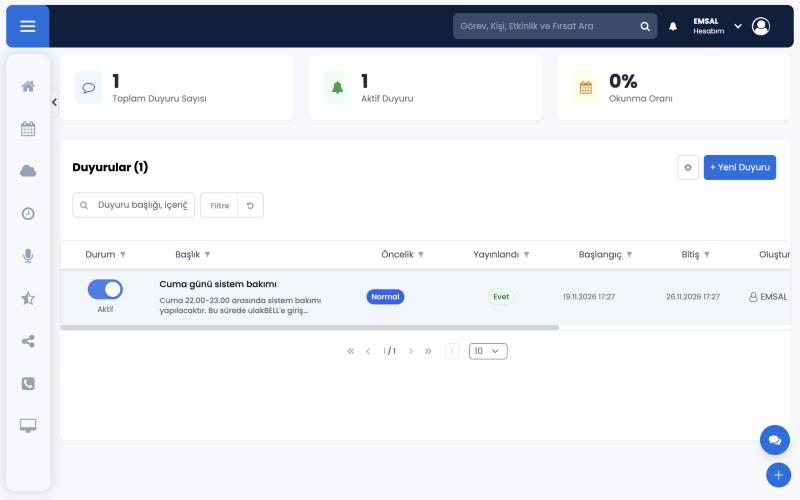 Görev, Kişi, Etkinlik ve Fırsat Ara
EMSAL
Hesabım
1
Toplam Duyuru Sayısı
1
Aktif Duyuru
0%
Okunma Oranı
Duyurular (1)
+ Yeni Duyuru
Duyuru başlığı, içeriğ
Filtre
Durum Başlık Öncelik Yayınlandı Başlangıç Bitiş Oluştur
Aktif
Cuma günü sistem bakımı
Cuma 22.00-23.00 arasında sistem bakımı
yapılacaktır. Bu sürede ulakBELL'e giriş...
Normal
Evet
19.11.2026 17:27
26.11.2026 17:27
EMSAL
« ‹ 1 / 1 › » 1 10